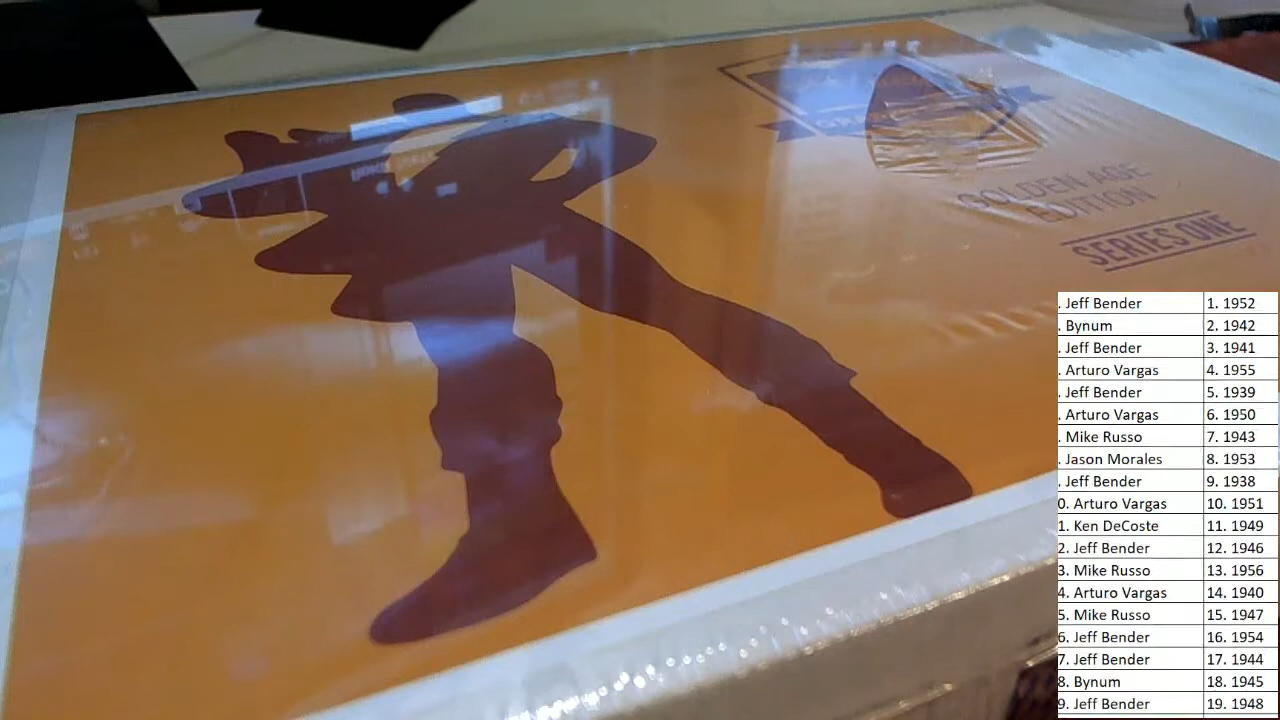 GOLDEN AGE
EDITION
SERIES ONE
. Jeff Bender 1. 1952
. Bynum 2. 1942
. Jeff Bender 3. 1941
. Arturo Vargas 4. 1955
. Jeff Bender 5. 1939
. Arturo Vargas 6. 1950
. Mike Russo 7. 1943
. Jason Morales 8. 1953
. Jeff Bender 9. 1938
0. Arturo Vargas 10. 1951
1. Ken DeCoste 11. 1949
2. Jeff Bender 12. 1946
3. Mike Russo 13. 1956
4. Arturo Vargas 14. 1940
5. Mike Russo 15. 1947
6. Jeff Bender 16. 1954
7. Jeff Bender 17. 1944
8. Bynum 18. 1945
9. Jeff Bender 19. 1948